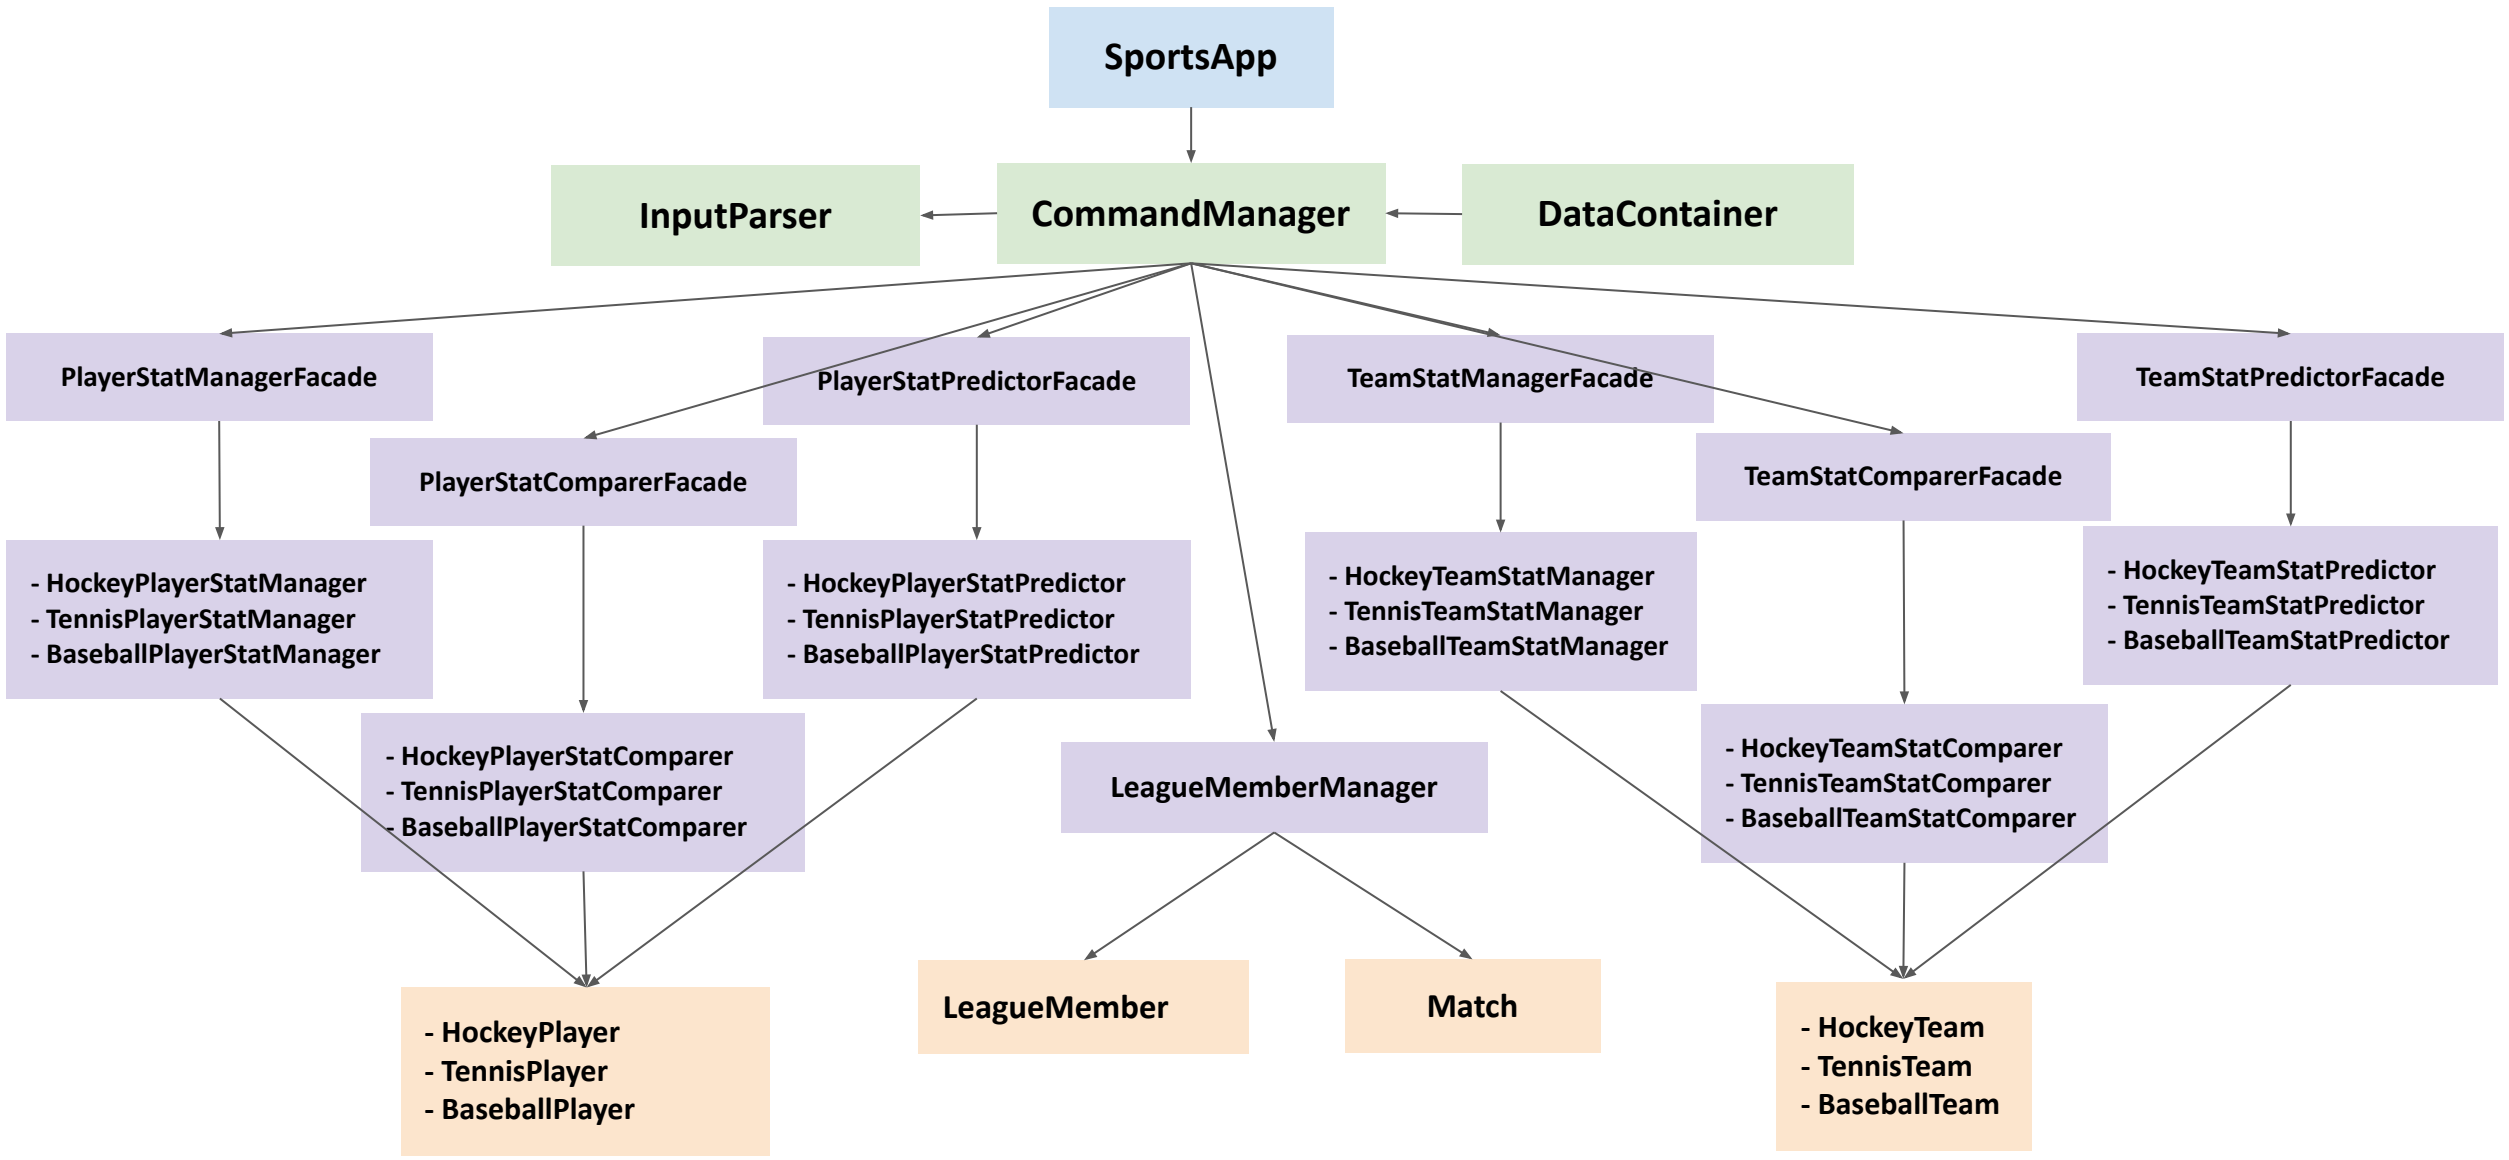 SportsApp
InputParser
CommandManager
DataContainer
PlayerStatManagerFacade
PlayerStatPredictorFacade
TeamStatManagerFacade
TeamStatPredictorFacade
PlayerStatComparerFacade
TeamStatComparerFacade
- HockeyPlayerStatManager
- TennisPlayerStatManager
- BaseballPlayerStatManager
- HockeyPlayerStatPredictor
- TennisPlayerStatPredictor
- BaseballPlayerStatPredictor
- HockeyTeamStatManager
- TennisTeamStatManager
- BaseballTeamStatManager
- HockeyTeamStatPredictor
- TennisTeamStatPredictor
- BaseballTeamStatPredictor
- HockeyPlayerStatComparer
- TennisPlayerStatComparer
- BaseballPlayerStatComparer
LeagueMemberManager
- HockeyTeamStatComparer
- TennisTeamStatComparer
- BaseballTeamStatComparer
- HockeyPlayer
- TennisPlayer
- BaseballPlayer
LeagueMember
Match
- HockeyTeam
- TennisTeam
- BaseballTeam